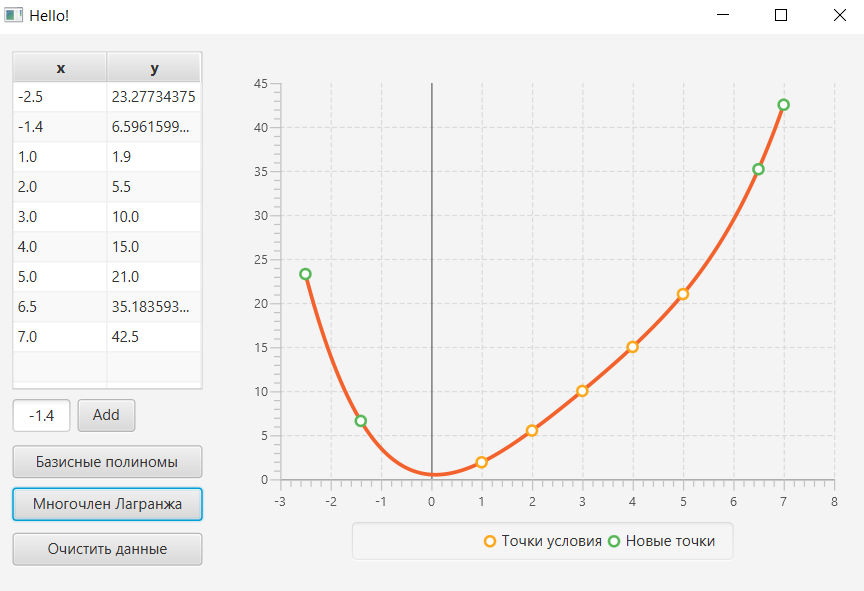 Hello!
x y
-2.5 23.27734375
-1.4 6.5961599...
1.0 1.9
2.0 5.5
3.0 10.0
4.0 15.0
5.0 21.0
6.5 35.183593...
7.0 42.5
-1.4 Add
Базисные полиномы
Многочлен Лагранжа
Очистить данные
45
40
35
30
25
20
15
10
5
0
-3 -2 -1 0 1 2 3 4 5 6 7 8
Точки условия Новые точки